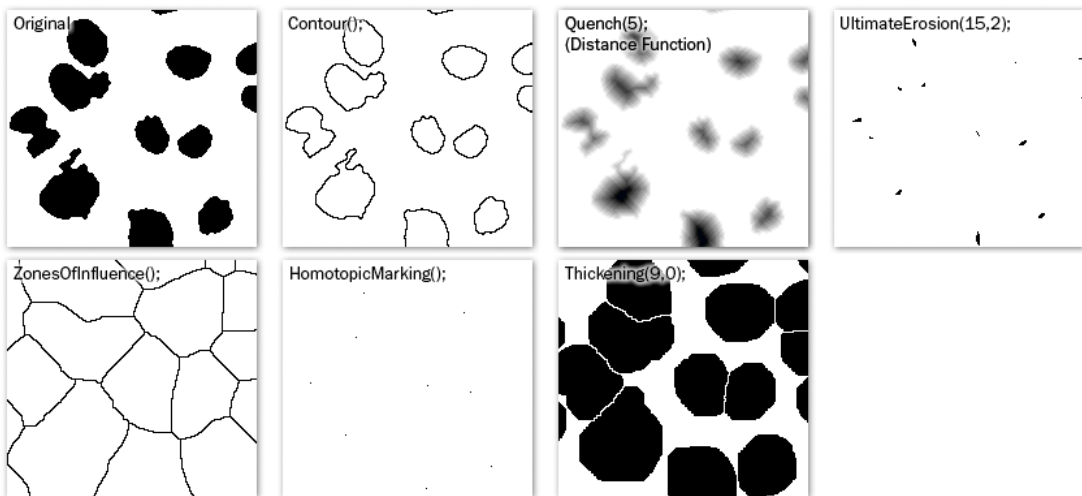 Original
Contour();
Quench(5);
(Distance Function)
UltimateErosion(15,2);
ZonesOfInfluence();
HomotopicMarking();
Thickening(9,0);